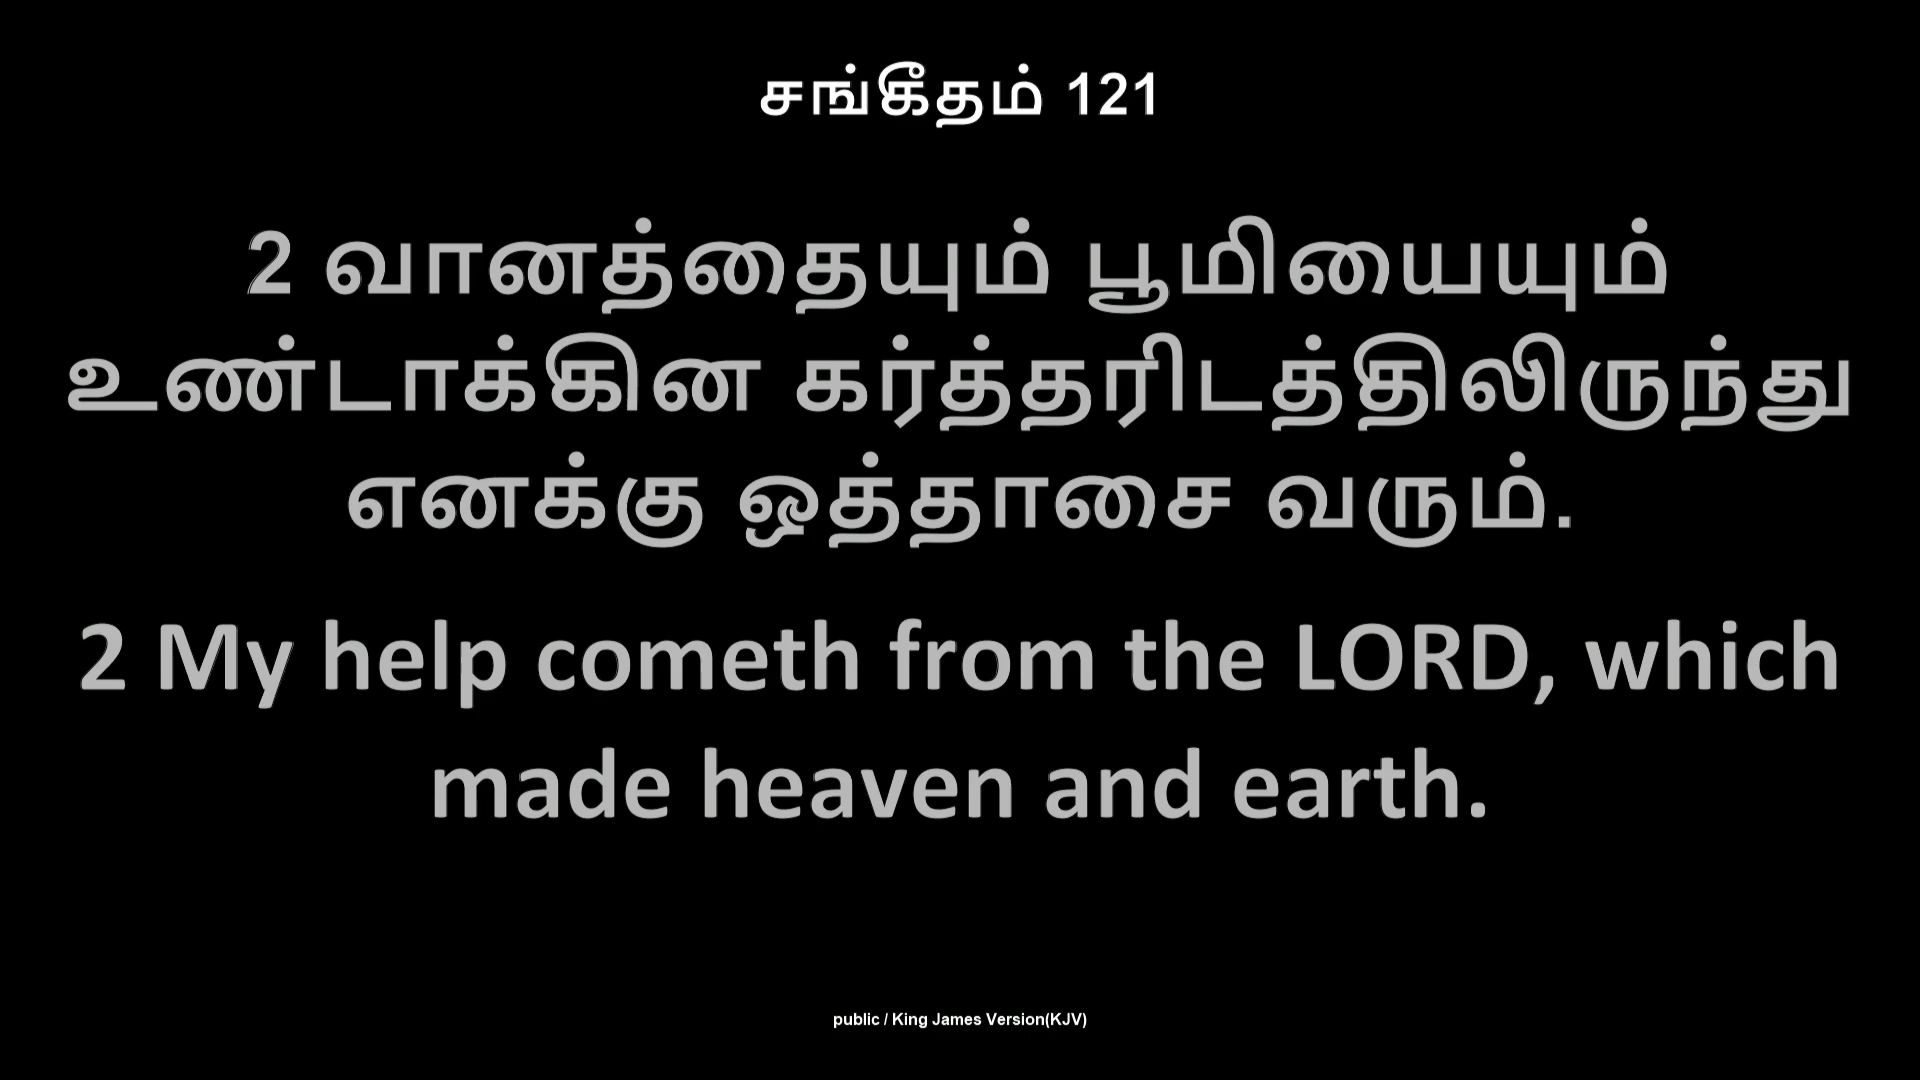 சங்கீதம் 121
2 வானத்தையும் பூமியையும்
உண்டாக்கின கர்த்தரிடத்திலிருந்து
எனக்கு ஒத்தாசை வரும்.
2 My help cometh from the LORD, which
made heaven and earth.
public / King James Version(KJV)